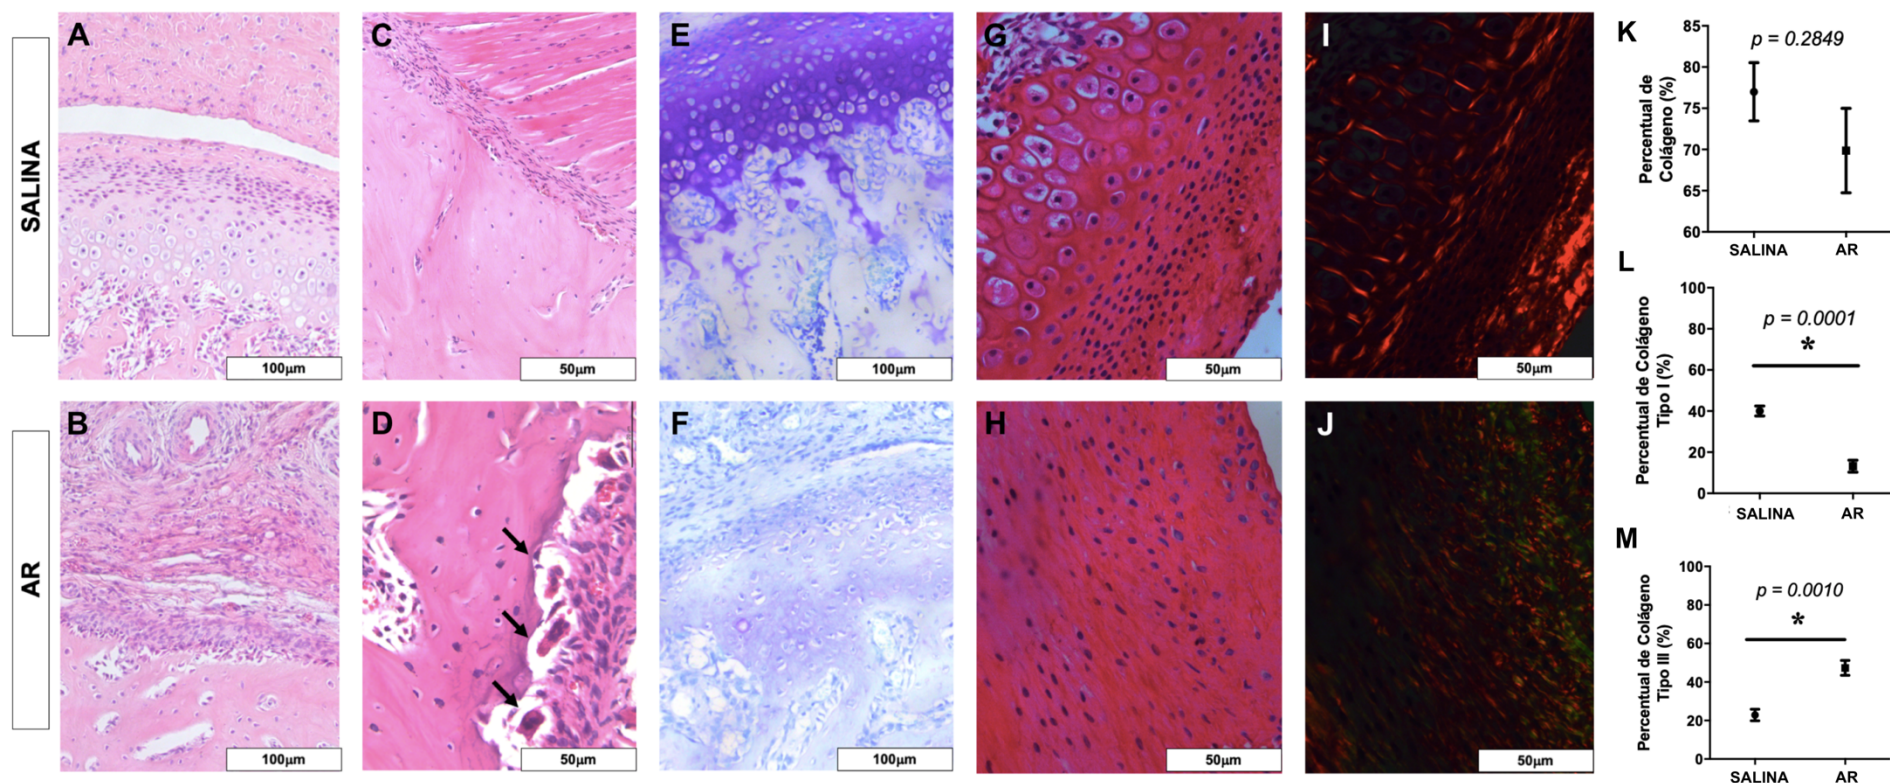 SALINA
A
100µm
C
50µm
E
100µm
G
50µm
I
50µm
AR
B
100µm
D
50µm
F
100µm
H
50µm
J
50µm
K
Percentual de
Colágeno (%)
85
80
75
70
65
60
p = 0.2849
SALINA AR
L
Percentual de Colágeno
Tipo I (%)
100
80
60
40
20
0
p = 0.0001
*
SALINA AR
M
Percentual de Colágeno
Tipo III (%)
100
80
60
40
20
0
p = 0.0010
*
SALINA AR